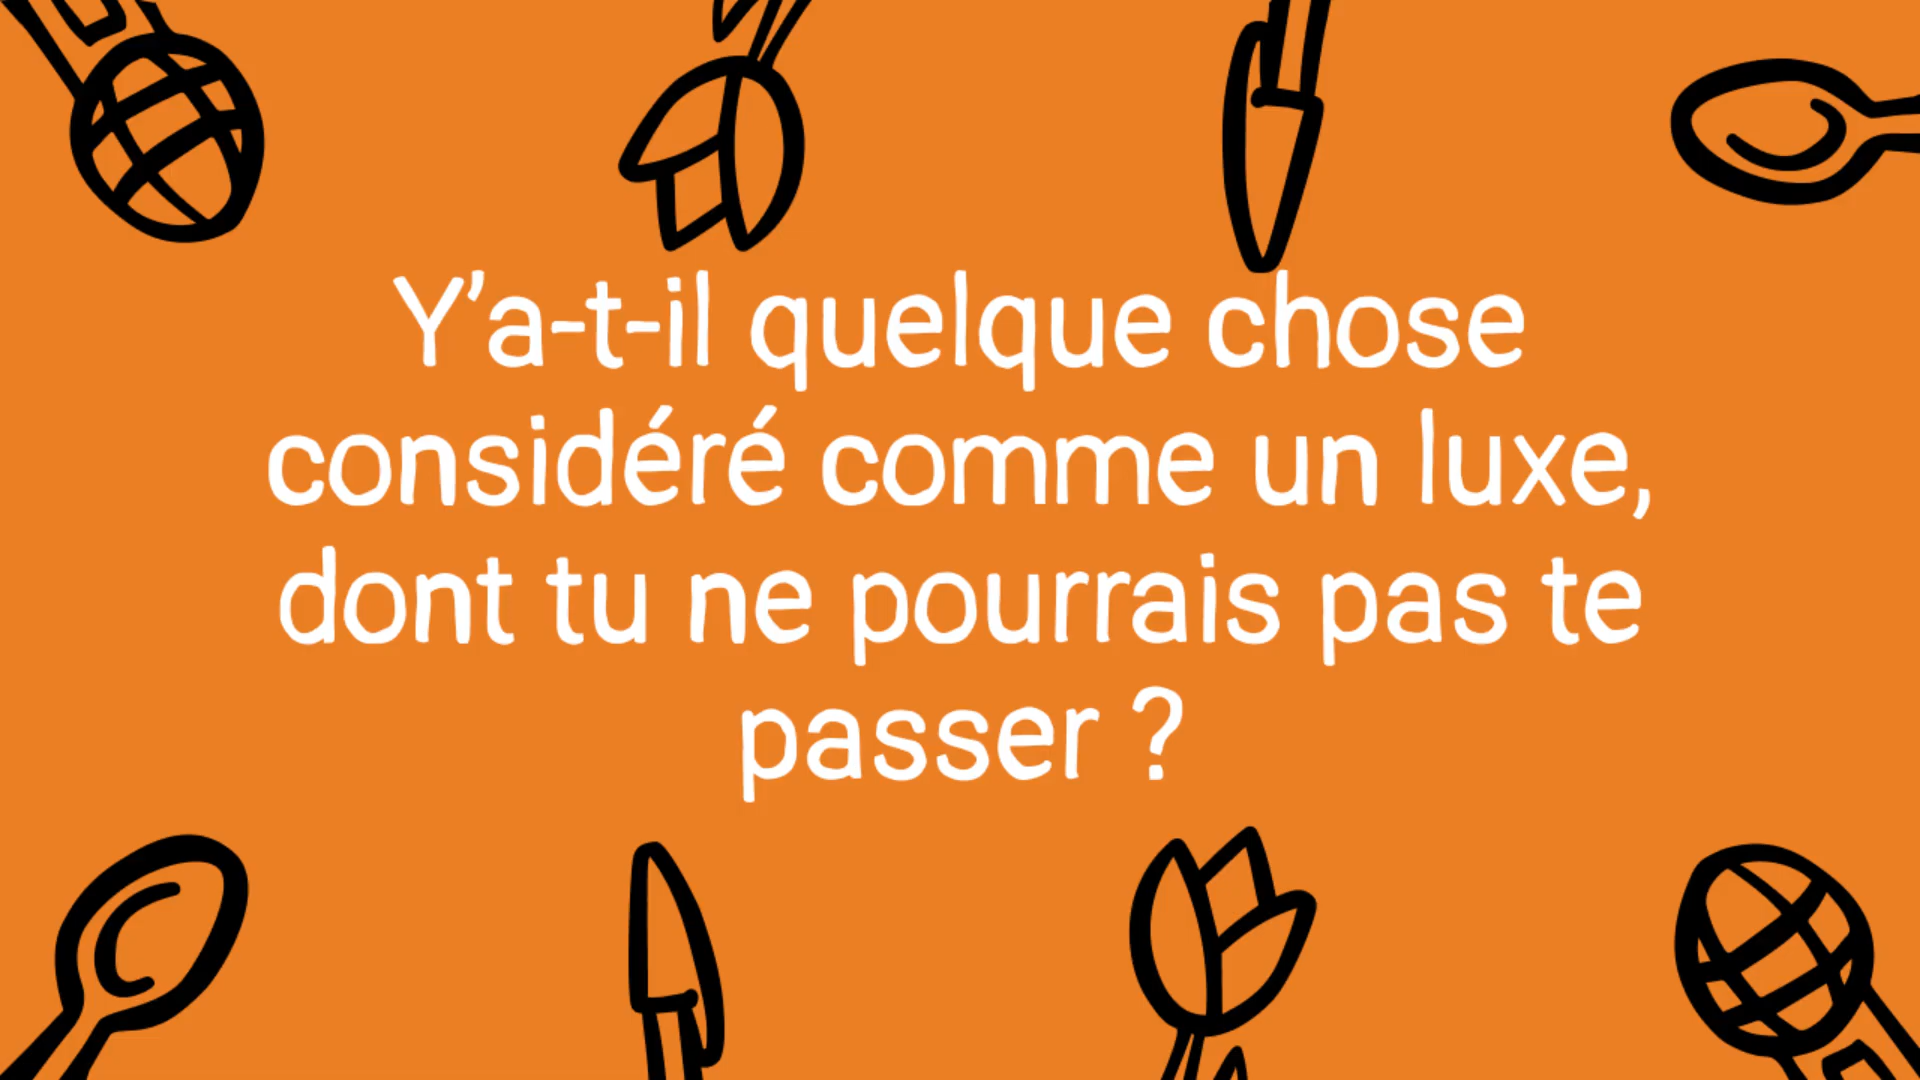 Y’a-t-il quelque chose
considéré comme un luxe,
dont tu ne pourrais pas te
passer ?